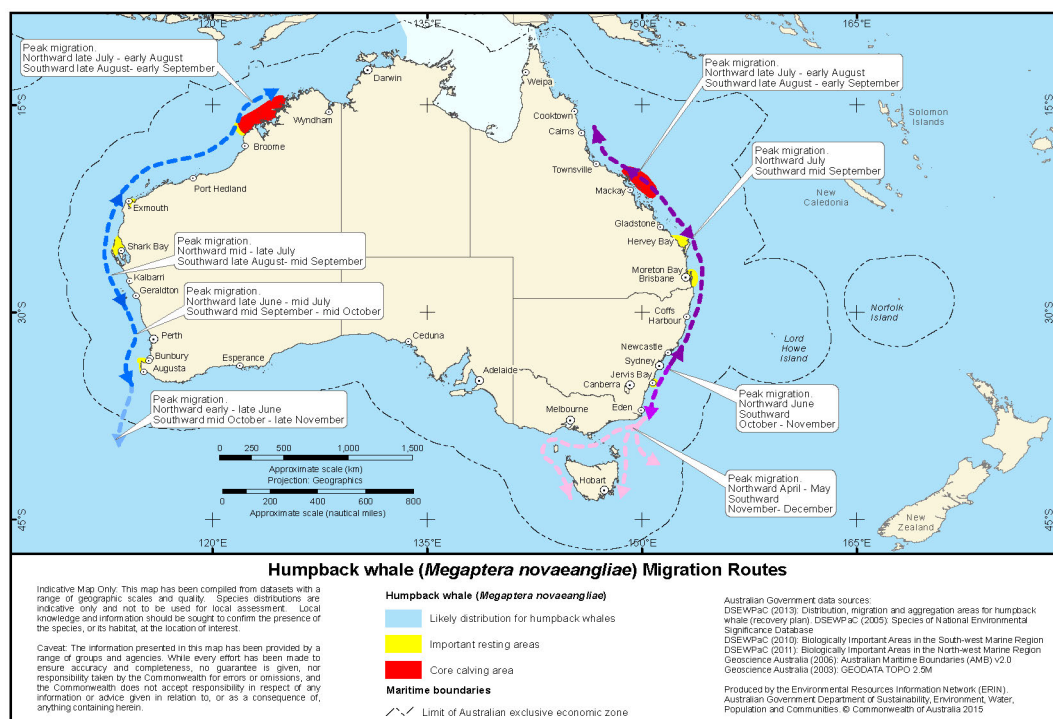 120°E
135°E
150°E
165°E
Peak migration.
Northward late July - early August
Southward late August- early September
Peak migration.
Northward late July - early August
Southward late August - early September
Darwin
Weipa
15°S
15°S
Wyndham
Cooktown
Cairns
Solomon
Islands
Broome
Townsville
Peak migration.
Northward July
Southward mid September
Port Hedland
Mackay
New
Caledonia
Exmouth
Gladstone
Hervey Bay
Peak migration.
Northward mid - late July
Southward late August- mid September
Shark Bay
Moreton Bay
Brisbane
Kalbarri
Geraldton
Peak migration.
Northward late June - mid July
Southward mid September - mid October
30°S
30°S
Coffs
Harbour
Norfolk
Island
Lord
Howe
Island
Perth
Ceduna
Newcastle
Sydney
Bunbury
Augusta
Esperance
Adelaide
Jervis Bay
Canberra
Peak migration.
Northward early - late June
Southward mid October - late November
Melbourne
Eden
Peak migration.
Northward June
Southward
October - November
0 250 500 1,000 1,500
Approximate scale (km)
Projection: Geographics
0 200 400 600 800
Approximate scale (nautical miles)
Hobart
Peak migration.
Northward April - May
Southward
November- December
New
Zealand
45°S
45°S
120°E
135°E
150°E
165°E
Humpback whale (Megaptera novaeangliae) Migration Routes
Indicative Map Only: This map has been compiled from datasets with a
range of geographic scales and quality. Species distributions are
indicative only and not to be used for local assessment. Local
knowledge and information should be sought to confirm the presence of
the species, or its habitat, at the location of interest.
Caveat: The information presented in this map has been provided by a
range of groups and agencies. While every effort has been made to
ensure accuracy and completeness, no guarantee is given, nor
responsibility taken by the Commonwealth for errors or omissions, and
the Commonwealth does not accept responsibility in respect of any
information or advice given in relation to, or as a consequence of,
anything containing herein.
Humpback whale (Megaptera novaeangliae)
Likely distribution for humpback whales
Important resting areas
Core calving area
Maritime boundaries
Limit of Australian exclusive economic zone
Australian Government data sources:
DSEWPaC (2013): Distribution, migration and aggregation areas for humpback
whale (recovery plan). DSEWPaC (2005): Species of National Environmental
Significance Database
DSEWPaC (2010): Biologically Important Areas in the South-west Marine Region
DSEWPaC (2011): Biologically Important Areas in the North-west Marine Region
Geoscience Australia (2006): Australian Maritime Boundaries (AMB) v2.0
Geoscience Australia (2003): GEODATA TOPO 2.5M
Produced by the Environmental Resources Information Network (ERIN).
Australian Government Department of Sustainability, Environment, Water,
Population and Communities. © Commonwealth of Australia 2015